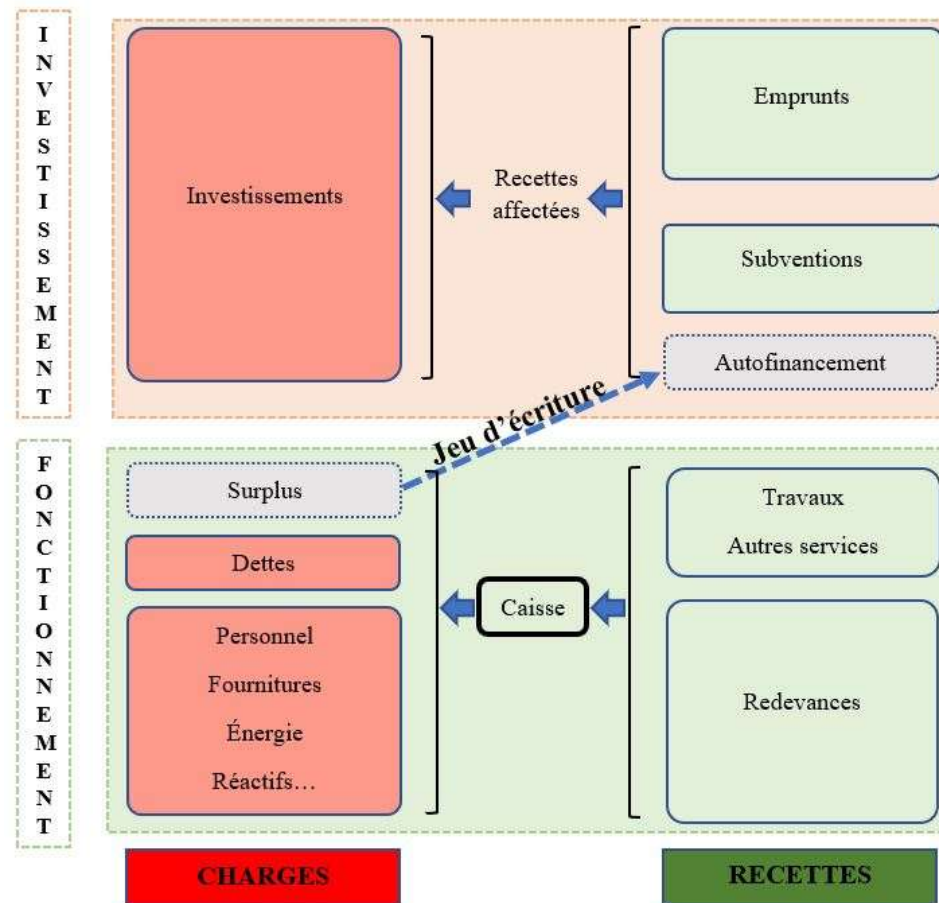 INVESTISSEMENT
Investissements
Recettes
affectées
Emprunts
Subventions
Autofinancement
Jeu d'écriture
FONCTIONNEMENT
Surplus
Dettes
Personnel
Fournitures
Énergie
Réactifs…
Caisse
Travaux
Autres services
Redevances
CHARGES
RECETTES